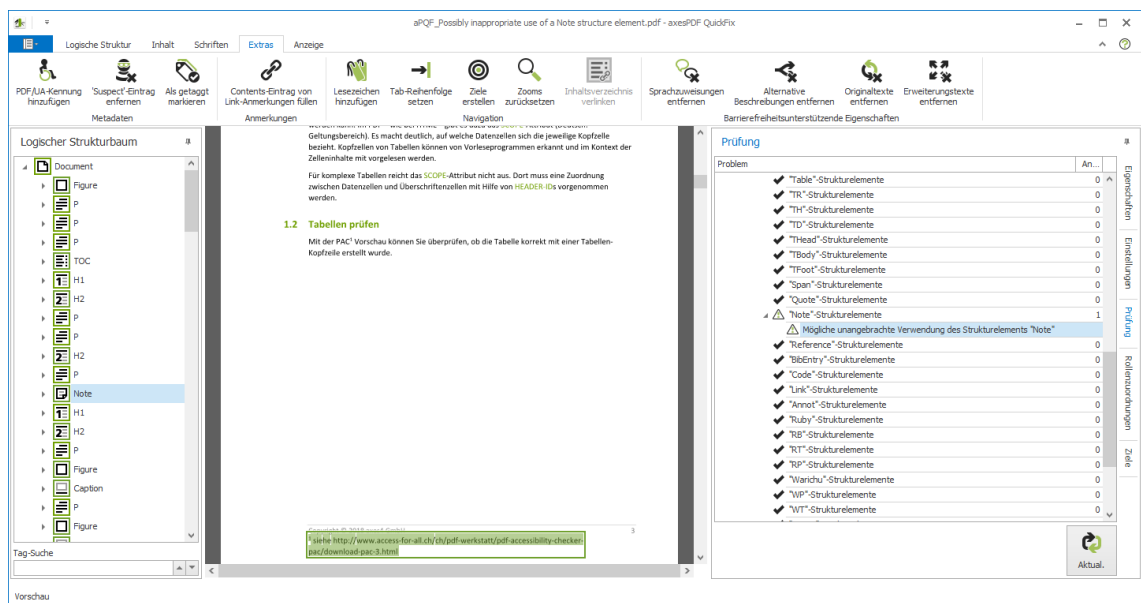 aPQF_Possibly inappropriate use of a Note structure element.pdf - axesPDF QuickFix
Logische Struktur Inhalt Schriften Extras Anzeige
PDF/UA-Kennung hinzufügen
'Suspect'-Eintrag entfernen
Als getaggt markieren
Contents-Eintrag von Link-Anmerkungen füllen
Lesezeichen hinzufügen
Tab-Reihenfolge setzen
Ziele erstellen
Zooms zurücksetzen
Inhaltsverzeichnis verlinken
Sprachzuweisungen entfernen
Alternative Beschreibungen entfernen
Originaltexte entfernen
Erweiterungstexte entfernen
Metadaten Anmerkungen Navigation Barrierefreiheitsunterstützende Eigenschaften
Logischer Strukturbaum
Document
Figure
P
P
P
TOC
H1
H2
P
P
H2
P
Note
H1
H2
P
Figure
Caption
P
Figure
Tag-Suche
Vorschau
Geltungsbereich). Es macht deutlich, auf welche Datenzellen sich die jeweilige Kopfzelle
bezieht. Kopfzellen von Tabellen können von Vorleseprogrammen erkannt und im Kontext der
Zelleninhalte mit vorgelesen werden.
Für komplexe Tabellen reicht das SCOPE-Attribut nicht aus. Dort muss eine Zuordnung
zwischen Datenzellen und Überschriftenzellen mit Hilfe von HEADER-IDs vorgenommen
werden.
1.2 Tabellen prüfen
Mit der PAC¹ Vorschau können Sie überprüfen, ob die Tabelle korrekt mit einer Tabellen-
Kopfzeile erstellt wurde.
Copyright © 2016 axes4 GmbH 3
¹ siehe http://www.access-for-all.ch/ch/pdf-werkstatt/pdf-accessibility-checker-
pac/download-pac-3.html
Prüfung
Problem An...
"Table"-Strukturelemente 0
"TR"-Strukturelemente 0
"TH"-Strukturelemente 0
"TD"-Strukturelemente 0
"THead"-Strukturelemente 0
"TBody"-Strukturelemente 0
"TFoot"-Strukturelemente 0
"Span"-Strukturelemente 0
"Quote"-Strukturelemente 0
"Note"-Strukturelemente 1
Mögliche unangebrachte Verwendung des Strukturelements "Note"
"Reference"-Strukturelemente 0
"BibEntry"-Strukturelemente 0
"Code"-Strukturelemente 0
"Link"-Strukturelemente 0
"Annot"-Strukturelemente 0
"Ruby"-Strukturelemente 0
"RB"-Strukturelemente 0
"RT"-Strukturelemente 0
"RP"-Strukturelemente 0
"Warichu"-Strukturelemente 0
"WP"-Strukturelemente 0
"WT"-Strukturelemente 0
Aktual.
Eigenschaften
Einstellungen
Prüfung
Rollenzuordnungen
Ziele